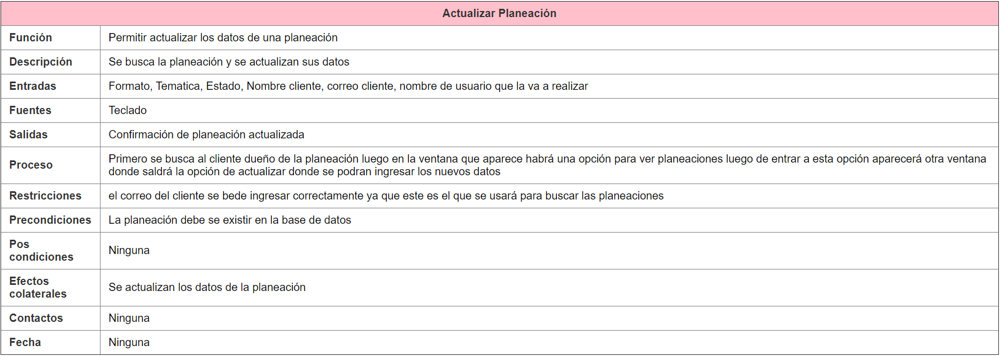 Actualizar Planeación
Función
Permitir actualizar los datos de una planeación
Descripción
Se busca la planeación y se actualizan sus datos
Entradas
Formato, Tematica, Estado, Nombre cliente, correo cliente, nombre de usuario que la va a realizar
Fuentes
Teclado
Salidas
Confirmación de planeación actualizada
Proceso
Primero se busca al cliente dueño de la planeación luego en la ventana que aparece habrá una opción para ver planeaciones luego de entrar a esta opción aparecerá otra ventana
donde saldrá la opción de actualizar donde se podran ingresar los nuevos datos
Restricciones
el correo del cliente se bede ingresar correctamente ya que este es el que se usará para buscar las planeaciones
Precondiciones
La planeación debe se existir en la base de datos
Pos
condiciones
Ninguna
Efectos
colaterales
Se actualizan los datos de la planeación
Contactos
Ninguna
Fecha
Ninguna